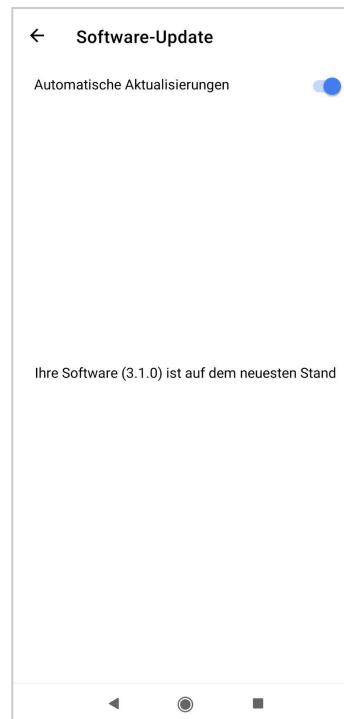 Software-Update
Automatische Aktualisierungen
Ihre Software (3.1.0) ist auf dem neuesten Stand